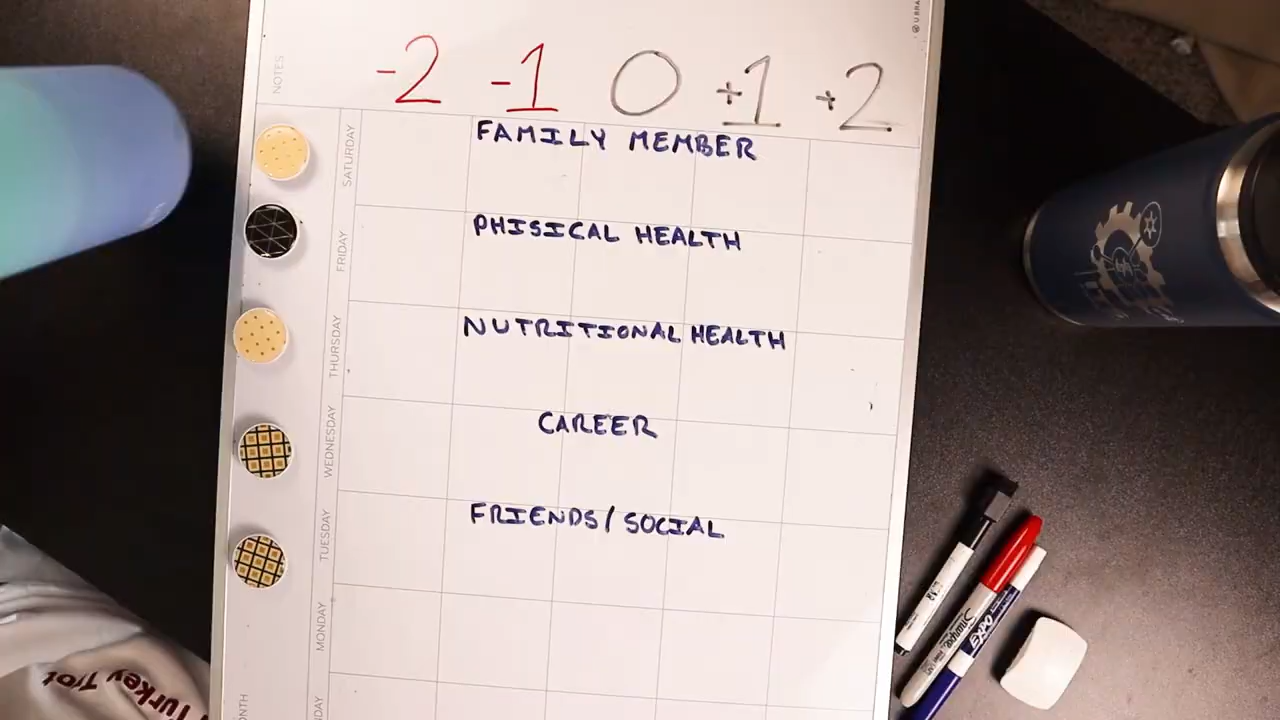 NOTES
-2 -1 0 +1 +2
SATURDAY
FAMILY MEMBER
FRIDAY
PHISICAL HEALTH
THURSDAY
NUTRITIONAL HEALTH
WEDNESDAY
CAREER
TUESDAY
FRIENDS/SOCIAL
MONDAY
Sharpie
EXPO
Turkey Trot